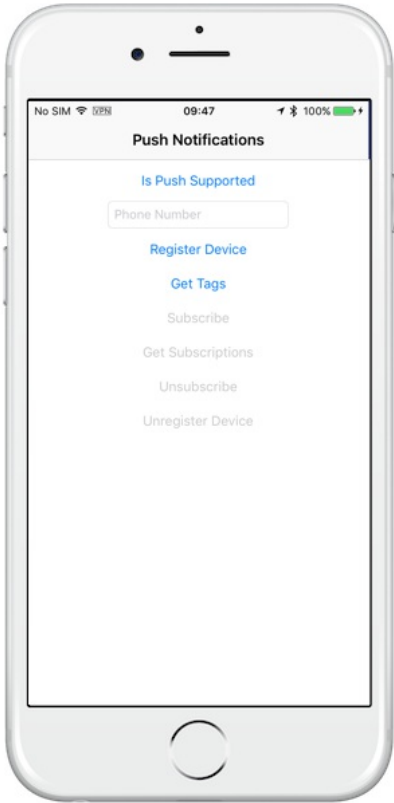 No SIM VPN 09:47 100%
Push Notifications
Is Push Supported
Phone Number
Register Device
Get Tags
Subscribe
Get Subscriptions
Unsubscribe
Unregister Device